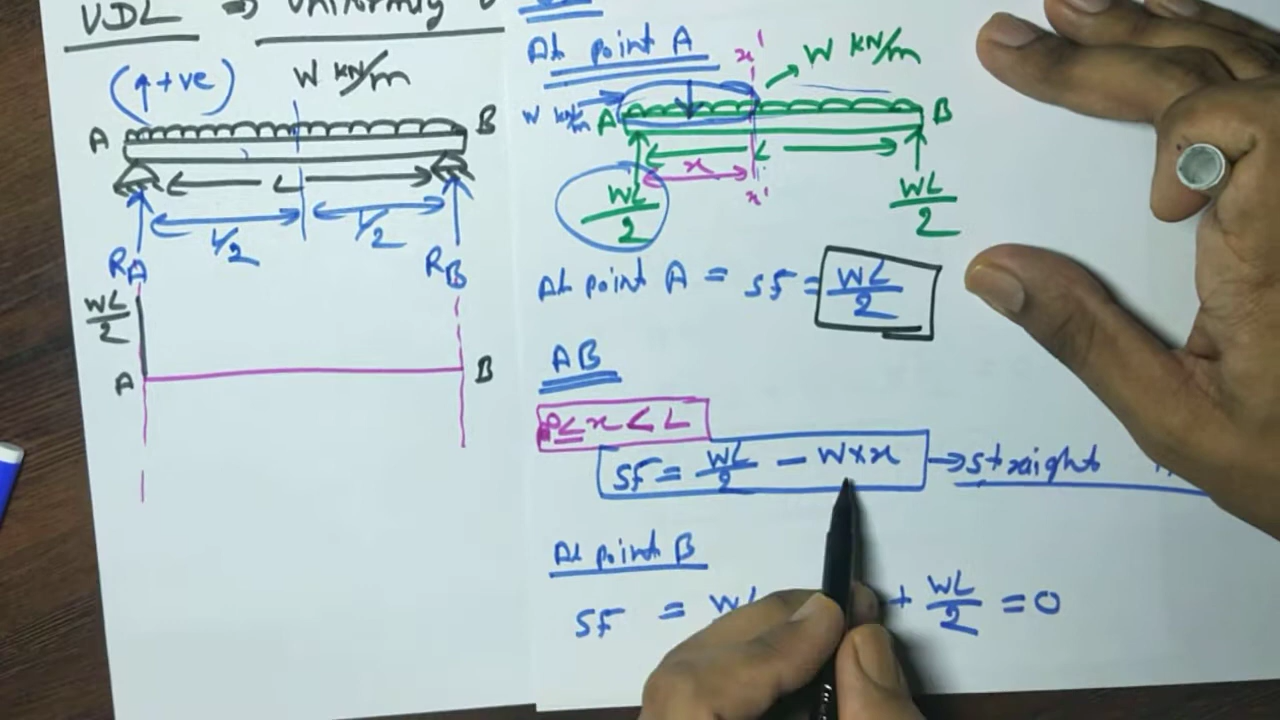 UDL ⇒
(↑+ve) W kN/m
A B
L
L/2 L/2
RA RB
WL/2
A B
At point A
x' W kN/m
W kN/m A B
L
x
x'
WL/2 WL/2
At point A = SF = WL/2
AB
0 ≤ x < L
SF = WL/2 - W×x → straight
At point B
SF = WL + WL/2 = 0